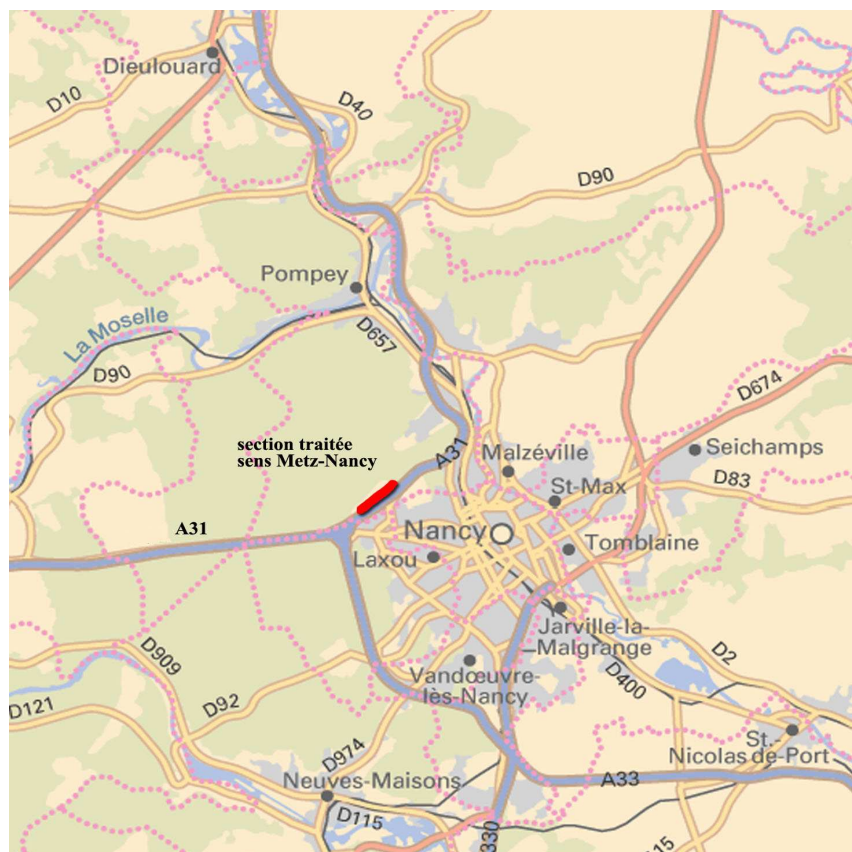 Dieulouard
D10
D40
D90
Pompey
La Moselle
D657
D90
D674
section traitée
sens Metz-Nancy
A31
Malzéville
Seichamps
St-Max
D83
A31
Nancy
Tomblaine
Laxou
Jarville-la-
Malgrange
D909
Vandœuvre-
lès-Nancy
D400
D2
D92
D121
D974
St.-
Nicolas de-Port
Neuves-Maisons
A33
D115
330